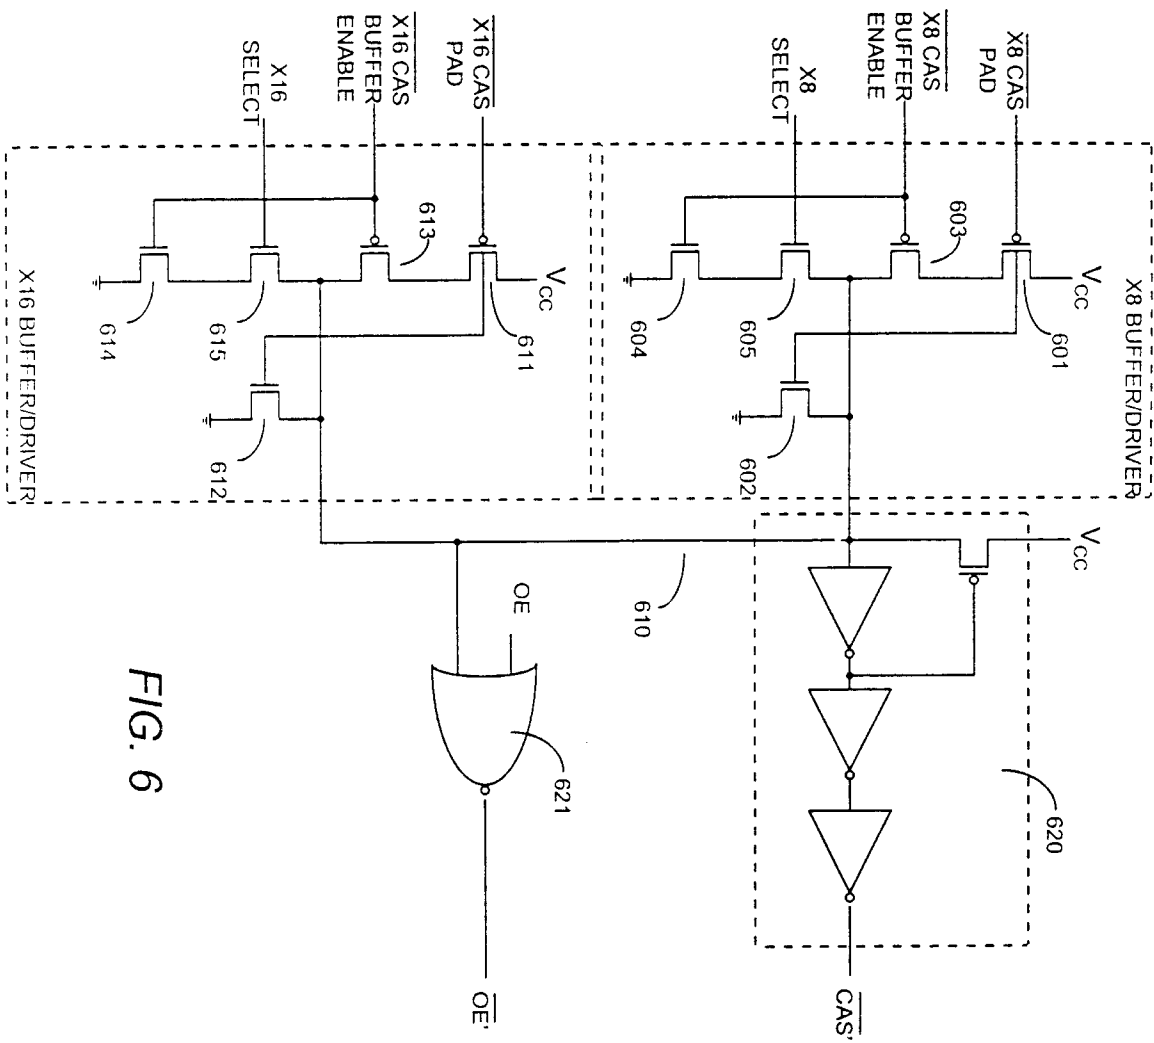 X8 CAS
PAD
X8 CAS
BUFFER
ENABLE
X8
SELECT
X16 CAS
PAD
X16 CAS
BUFFER
ENABLE
X16
SELECT
X8 BUFFER/DRIVER
VCC
601
603
605
604
602
X16 BUFFER/DRIVER
VCC
611
613
615
614
612
VCC
620
610
OE
621
CAS'
OE'
FIG. 6